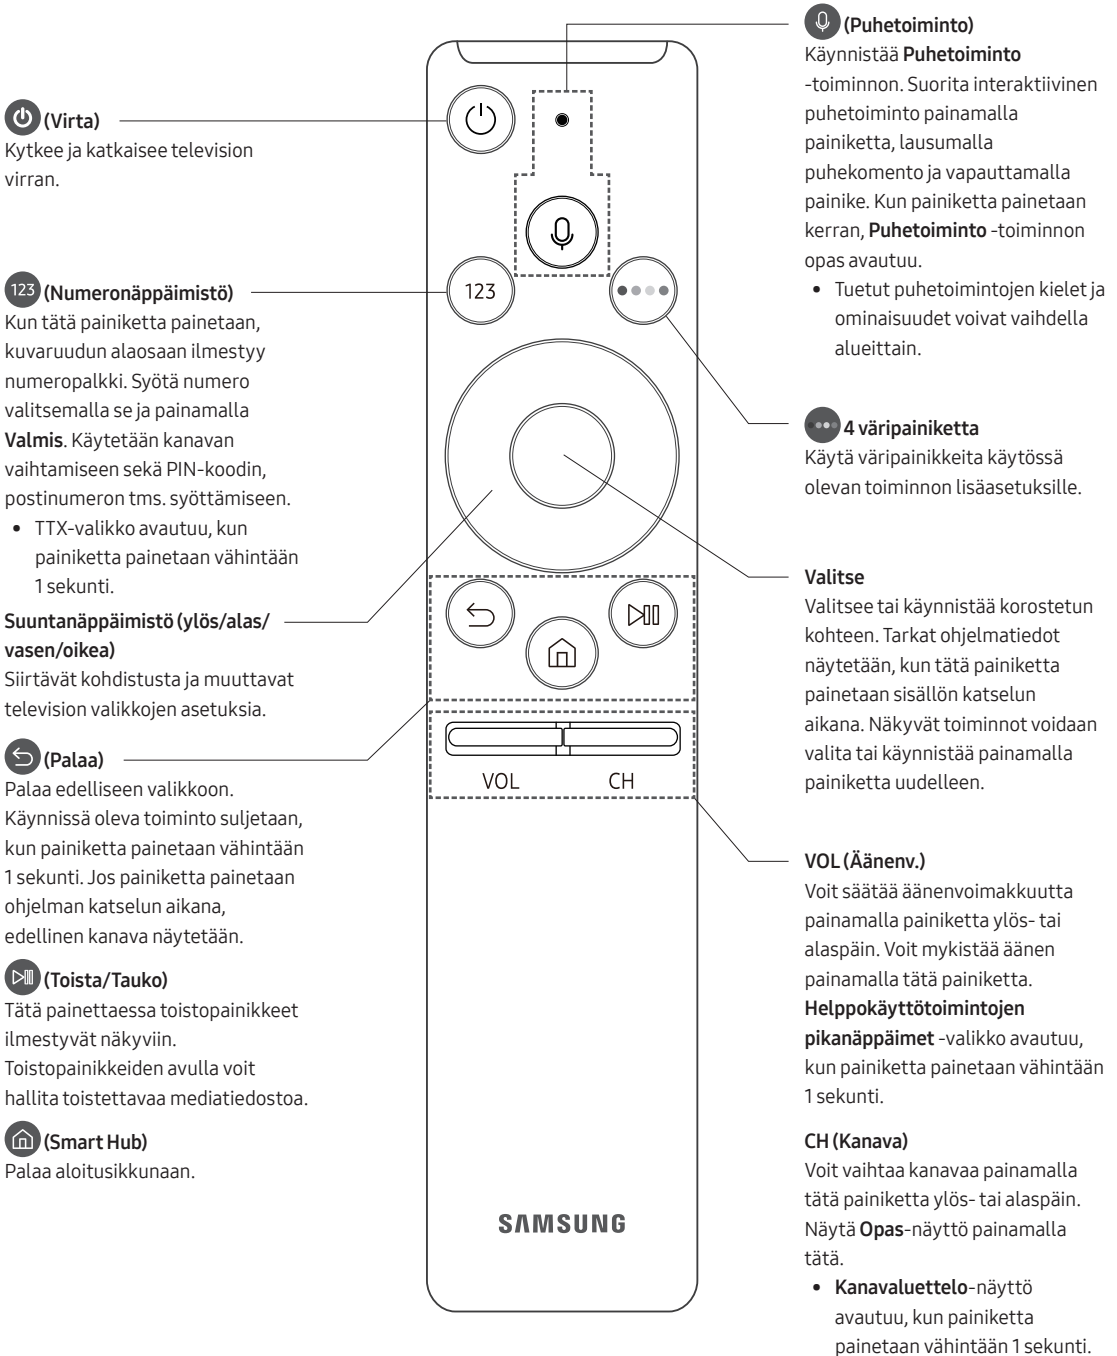 (Virta)
Kytkee ja katkaisee television
virran.
123 (Numeronäppäimistö)
Kun tätä painiketta painetaan,
kuvaruudun alaosaan ilmestyy
numeropalkki. Syötä numero
valitsemalla se ja painamalla
Valmis. Käytetään kanavan
vaihtamiseen sekä PIN-koodin,
postinumeron tms. syöttämiseen.
• TTX-valikko avautuu, kun
painiketta painetaan vähintään
1 sekunti.
Suuntanäppäimistö (ylös/alas/
vasen/oikea)
Siirtävät kohdistusta ja muuttavat
television valikkojen asetuksia.
(Palaa)
Palaa edelliseen valikkoon.
Käynnissä oleva toiminto suljetaan,
kun painiketta painetaan vähintään
1 sekunti. Jos painiketta painetaan
ohjelman katselun aikana,
edellinen kanava näytetään.
(Toista/Tauko)
Tätä painettaessa toistopainikkeet
ilmestyvät näkyviin.
Toistopainikkeiden avulla voit
hallita toistettavaa mediatiedostoa.
(Smart Hub)
Palaa aloitusikkunaan.
123
VOL CH
SAMSUNG
(Puhetoiminto)
Käynnistää Puhetoiminto
-toiminnon. Suorita interaktiivinen
puhetoiminto painamalla
painiketta, lausumalla
puhekomento ja vapauttamalla
painike. Kun painiketta painetaan
kerran, Puhetoiminto -toiminnon
opas avautuu.
• Tuetut puhetoimintojen kielet ja
ominaisuudet voivat vaihdella
alueittain.
4 väripainiketta
Käytä väripainikkeita käytössä
olevan toiminnon lisäasetuksille.
Valitse
Valitsee tai käynnistää korostetun
kohteen. Tarkat ohjelmatiedot
näytetään, kun tätä painiketta
painetaan sisällön katselun
aikana. Näkyvät toiminnot voidaan
valita tai käynnistää painamalla
painiketta uudelleen.
VOL (Äänenv.)
Voit säätää äänenvoimakkuutta
painamalla painiketta ylös- tai
alaspäin. Voit mykistää äänen
painamalla tätä painiketta.
Helppokäyttötoimintojen
pikanäppäimet -valikko avautuu,
kun painiketta painetaan vähintään
1 sekunti.
CH (Kanava)
Voit vaihtaa kanavaa painamalla
tätä painiketta ylös- tai alaspäin.
Näytä Opas-näyttö painamalla
tätä.
• Kanavaluettelo-näyttö
avautuu, kun painiketta
painetaan vähintään 1 sekunti.